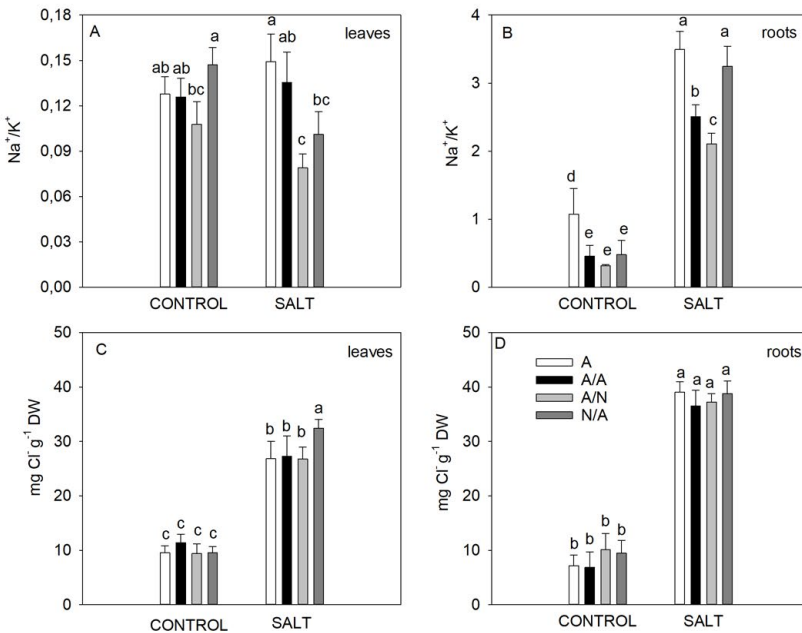 A
leaves
Na⁺/K⁺
0,18
0,15
0,12
0,09
0,06
0,03
0,00
ab ab bc a
a ab c bc
CONTROL SALT
B
roots
Na⁺/K⁺
4
3
2
1
0
d e e e
a b c a
CONTROL SALT
C
leaves
mg Cl⁻ g⁻¹ DW
50
40
30
20
10
0
c c c c
b b b a
CONTROL SALT
D
roots
mg Cl⁻ g⁻¹ DW
50
40
30
20
10
0
A
A/A
A/N
N/A
b b b b
a a a a
CONTROL SALT